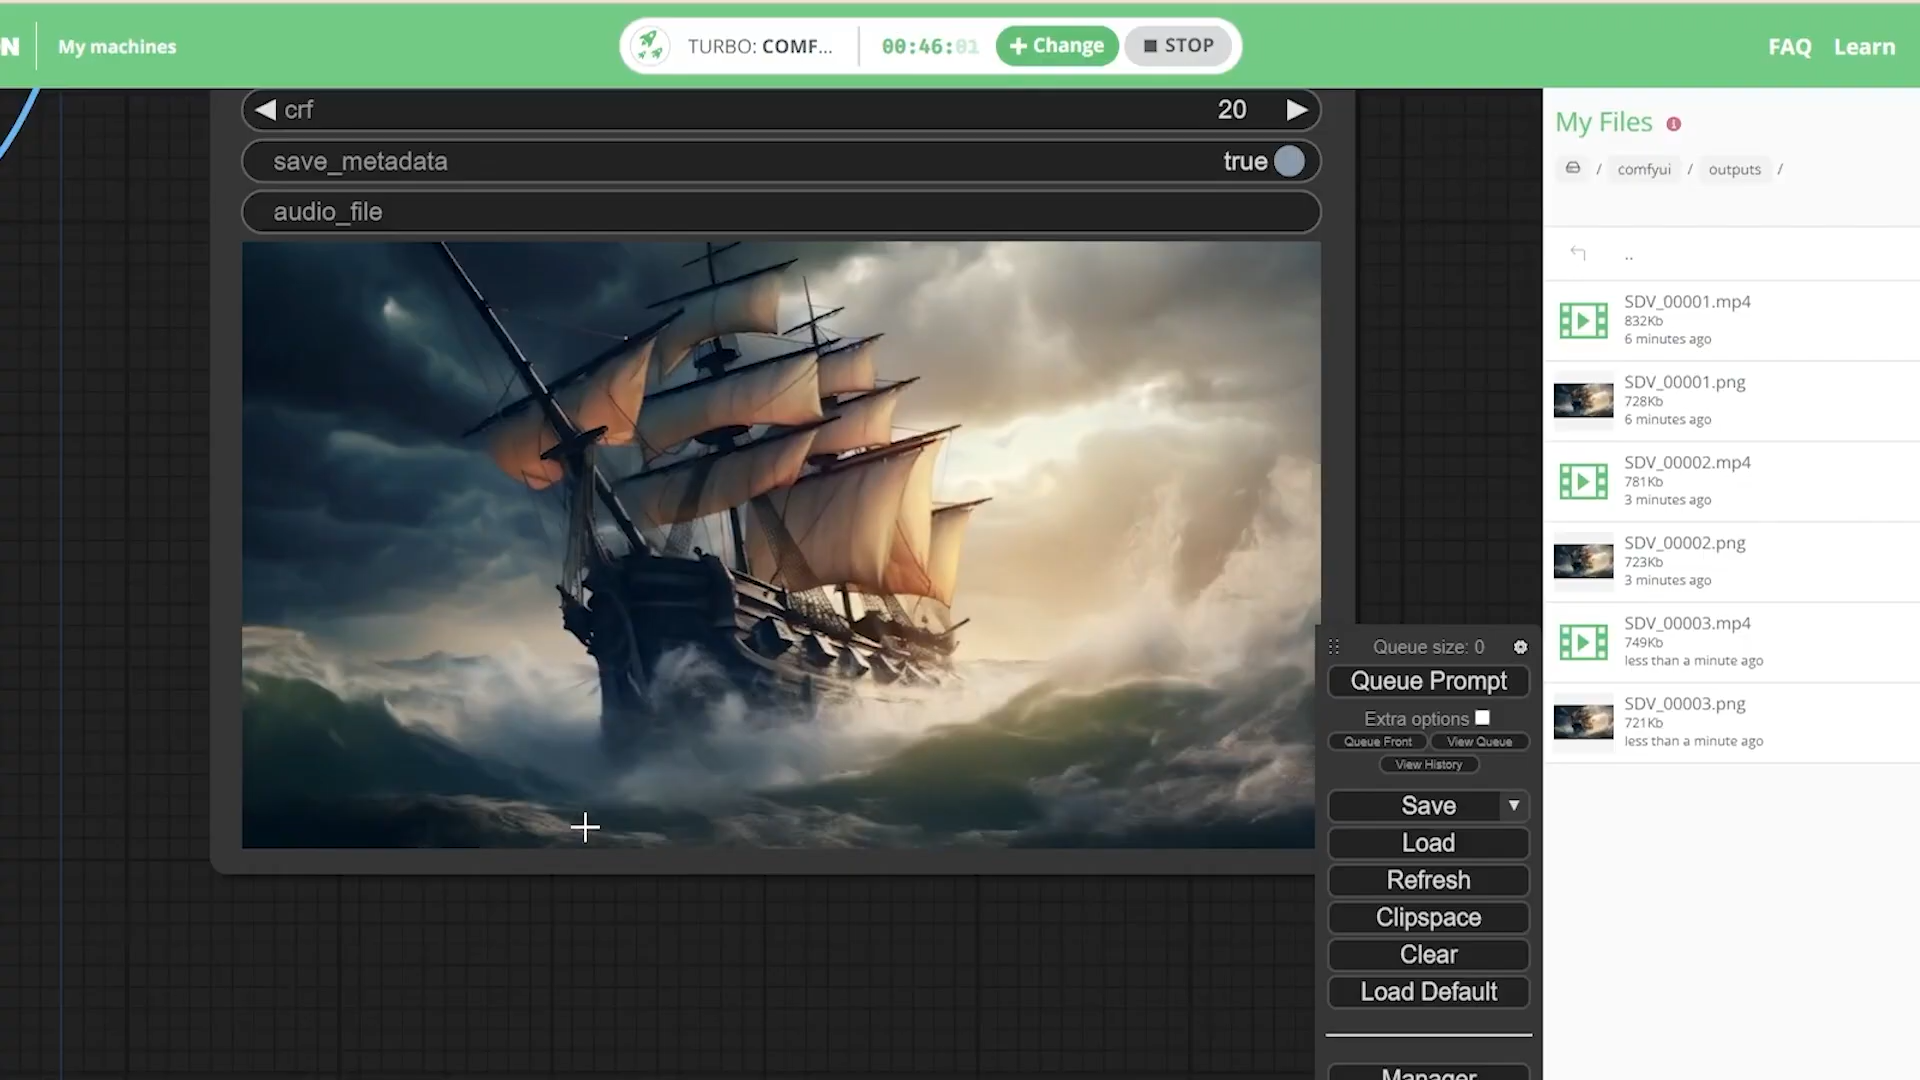 N
My machines
TURBO: COMF...
00:46:01
+ Change
STOP
FAQ
Learn
crf
20
save_metadata
true
audio_file
Queue size: 0
Queue Prompt
Extra options
Queue Front
View Queue
View History
Save
Load
Refresh
Clipspace
Clear
Load Default
Manager
My Files
/ comfyui / outputs /
..
SDV_00001.mp4
832Kb
6 minutes ago
SDV_00001.png
728Kb
6 minutes ago
SDV_00002.mp4
781Kb
3 minutes ago
SDV_00002.png
723Kb
3 minutes ago
SDV_00003.mp4
749Kb
less than a minute ago
SDV_00003.png
721Kb
less than a minute ago